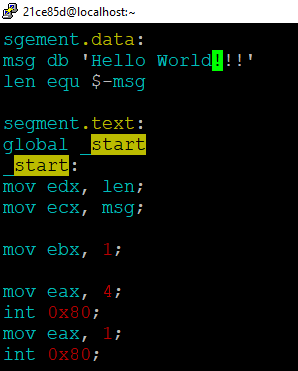 21ce85d@localhost:~
sgement.data:
msg db 'Hello World!!!'
len equ $-msg
segment.text:
global _start
_start:
mov edx, len;
mov ecx, msg;
mov ebx, 1;
mov eax, 4;
int 0x80;
mov eax, 1;
int 0x80;